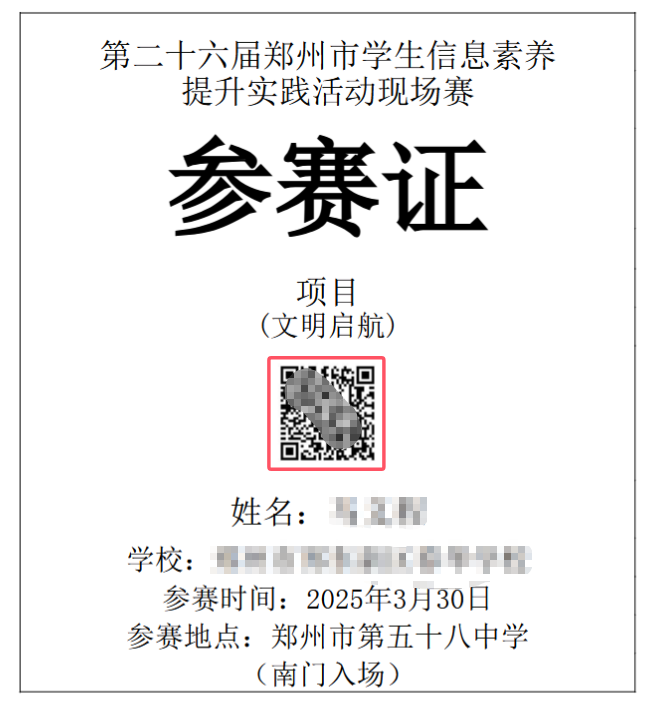 第二十六届郑州市学生信息素养
提升实践活动现场赛
参赛证
项目
(文明启航)
姓名：
学校：
参赛时间：2025年3月30日
参赛地点：郑州市第五十八中学
（南门入场）